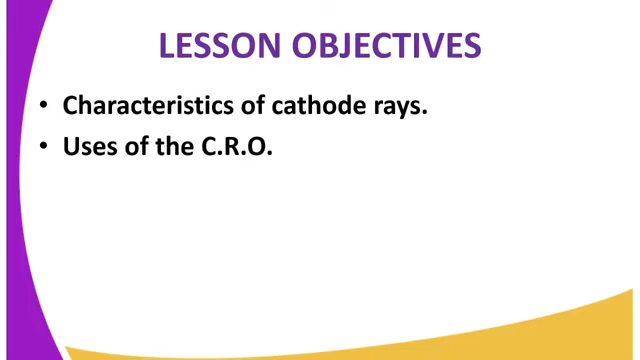 LESSON OBJECTIVES
• Characteristics of cathode rays.
• Uses of the C.R.O.